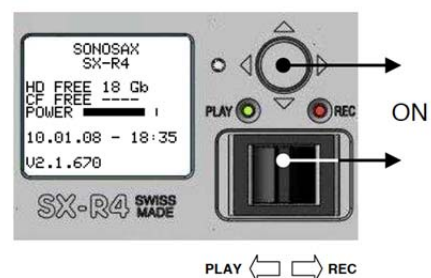 SONOSAX
SX-R4
HD FREE 18 Gb
CF FREE ----
POWER
10.01.08 - 18:35
V2.1.670
PLAY
REC
ON
SX-R4 SWISS MADE
PLAY REC